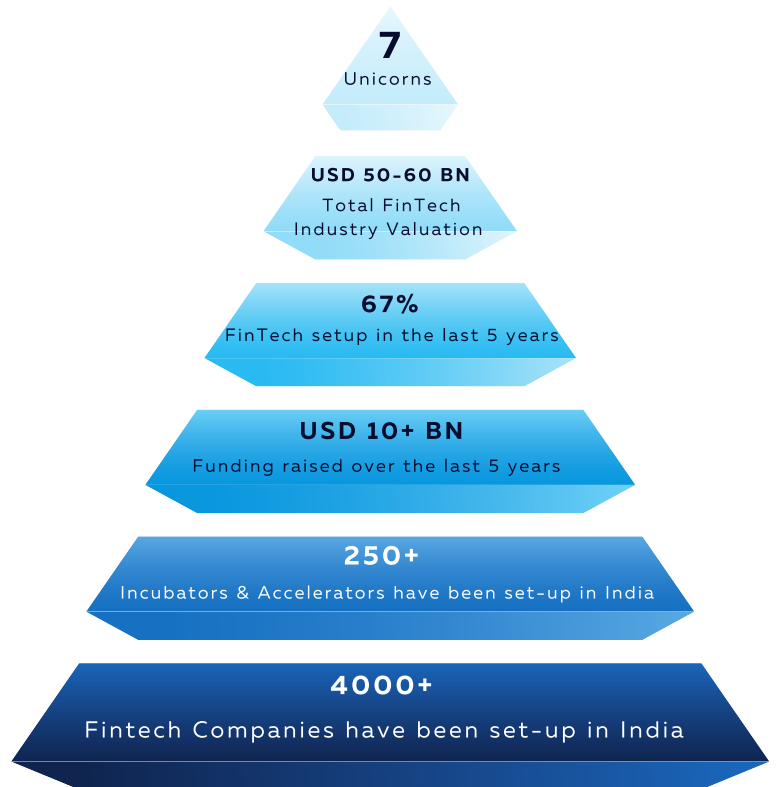 7
Unicorns
USD 50-60 BN
Total FinTech
Industry Valuation
67%
FinTech setup in the last 5 years
USD 10+ BN
Funding raised over the last 5 years
250+
Incubators & Accelerators have been set-up in India
4000+
Fintech Companies have been set-up in India